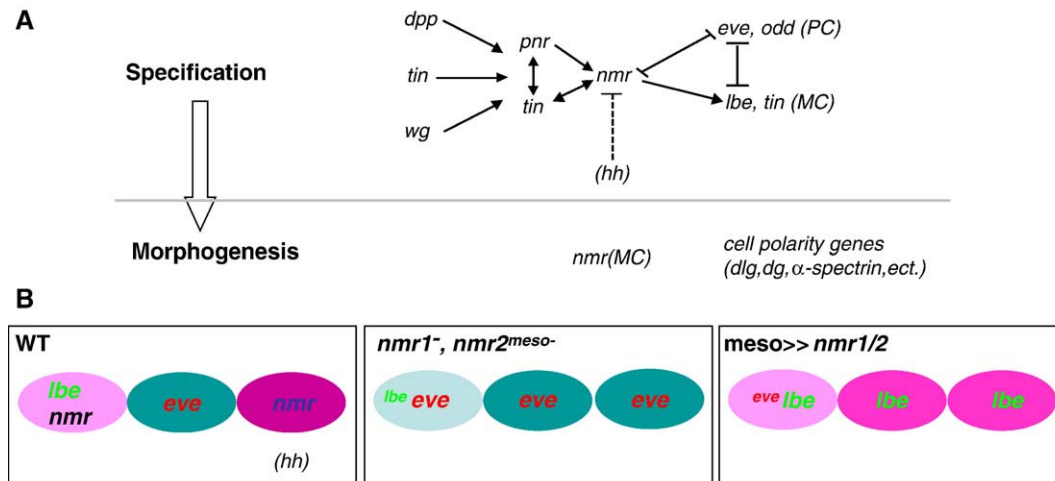 A
dpp
eve, odd (PC)
pnr
Specification
tin
nmr
tin
lbe, tin (MC)
wg
(hh)
Morphogenesis
nmr(MC)
cell polarity genes
(dlg,dg,α-spectrin,ect.)
B
WT
lbe
nmr
eve
nmr
(hh)
nmr1-, nmr2meso-
lbe eve
eve
eve
meso>> nmr1/2
eve lbe
lbe
lbe